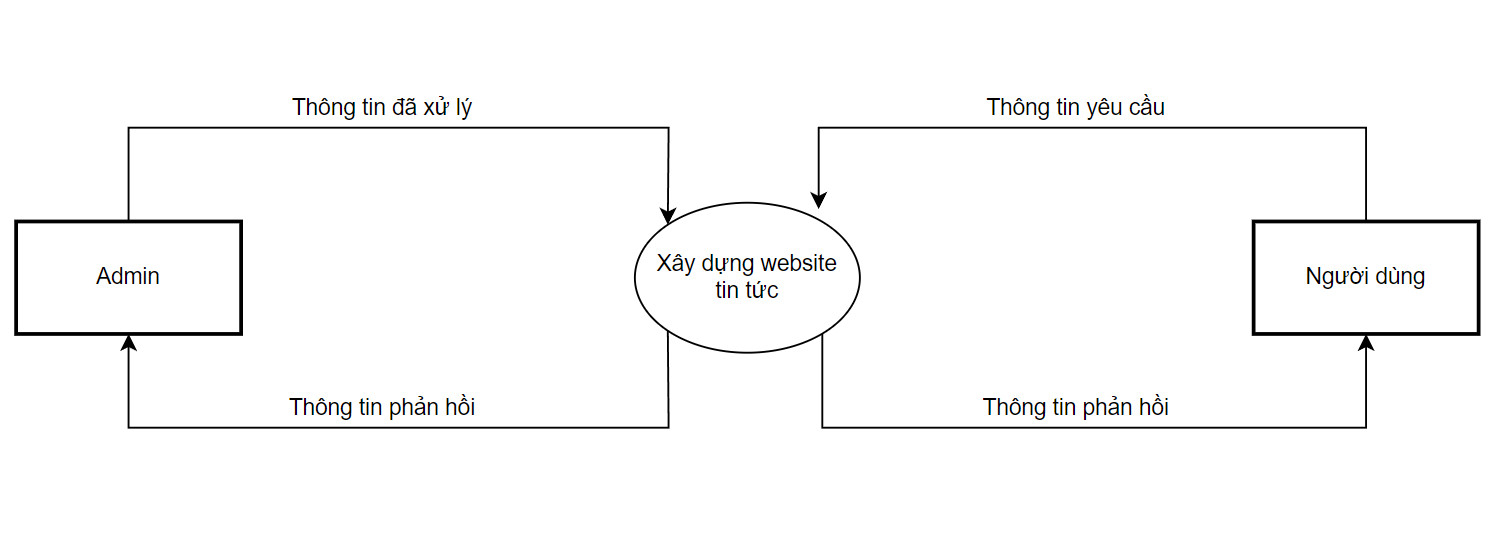 Thông tin đã xử lý
Thông tin yêu cầu
Admin
Xây dựng website
tin tức
Người dùng
Thông tin phản hồi
Thông tin phản hồi